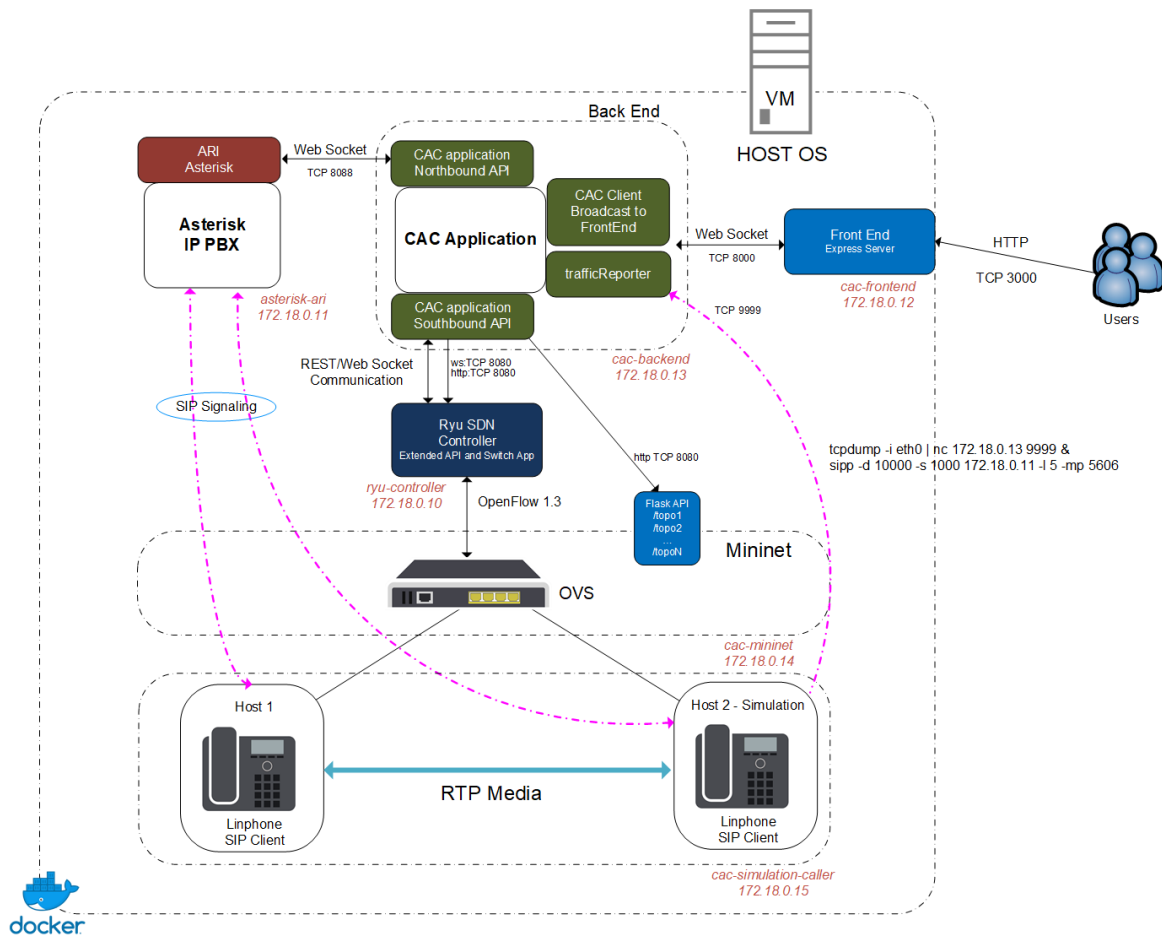 VM
HOST OS
Back End
ARI
Asterisk
Asterisk
IP PBX
asterisk-ari
172.18.0.11
Web Socket
TCP 8088
CAC application
Northbound API
CAC Application
CAC Client
Broadcast to
FrontEnd
trafficReporter
CAC application
Southbound API
Web Socket
TCP 8000
TCP 9999
Front End
Express Server
cac-frontend
172.18.0.12
HTTP
TCP 3000
Users
cac-backend
172.18.0.13
REST/Web Socket
Communication
ws:TCP 8080
http:TCP 8080
SIP Signaling
Ryu SDN
Controller
Extended API and Switch App
ryu-controller
172.18.0.10
OpenFlow 1.3
http TCP 8080
tcpdump -i eth0 | nc 172.18.0.13 9999 &
sipp -d 10000 -s 1000 172.18.0.11 -l 5 -mp 5606
Flask API
/topo1
/topo2
...
/topoN
Mininet
OVS
cac-mininet
172.18.0.14
Host 1
Linphone
SIP Client
RTP Media
Host 2 - Simulation
Linphone
SIP Client
cac-simulation-caller
172.18.0.15
docker